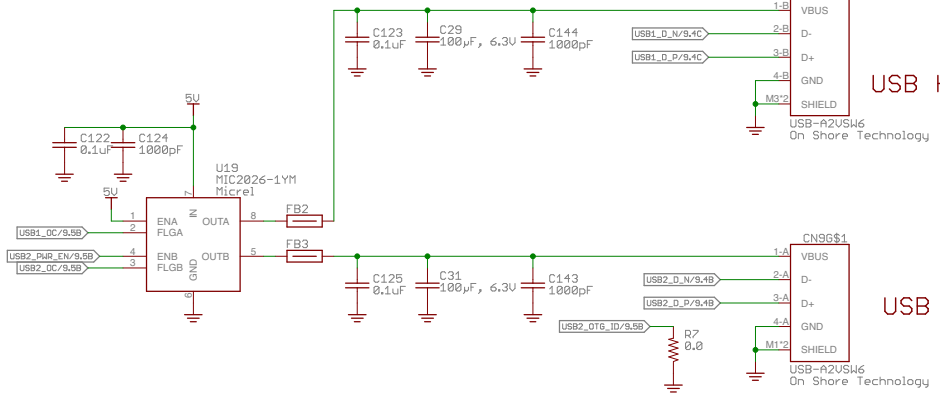 1-B VBUS
C123
0.1uF
C29
100µF, 6.3V
C144
1000pF
USB1_D_N/9.4C
2-B D-
USB1_D_P/9.4C
3-B D+
4-B GND
USB
M3*2 SHIELD
5V
USB-A2VSW6
On Shore Technology
C122
0.1uF
C124
1000pF
U19
MIC2026-1YM
Micrel
7
IN
5V
1 ENA
OUTA 8
FB2
USB1_OC/9.5B
2 FLGA
USB2_PWR_EN/9.5B
4 ENB
OUTB 5
FB3
USB2_OC/9.5B
3 FLGB
GND
6
CN9G$1
1-A VBUS
C125
0.1uF
C31
100µF, 6.3V
C143
1000pF
USB2_D_N/9.4B
2-A D-
USB2_D_P/9.4B
3-A D+
USB
USB2_OTG_ID/9.5B
4-A GND
R7
0.0
M1*2 SHIELD
USB-A2VSW6
On Shore Technology